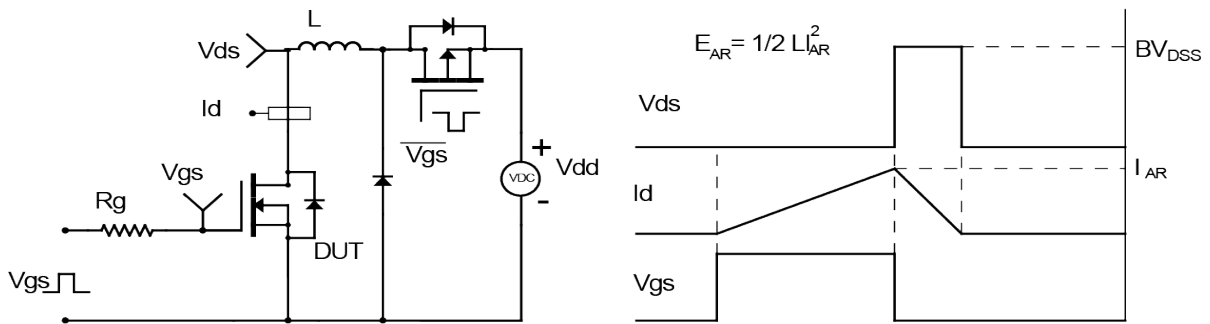 L
Vds
Id
Vgs
Vgs
+
VDC
Vdd
-
Vgs
Rg
DUT
Vgs
E_AR= 1/2 LI_AR^2
BV_DSS
Vds
I_AR
Id
Vgs